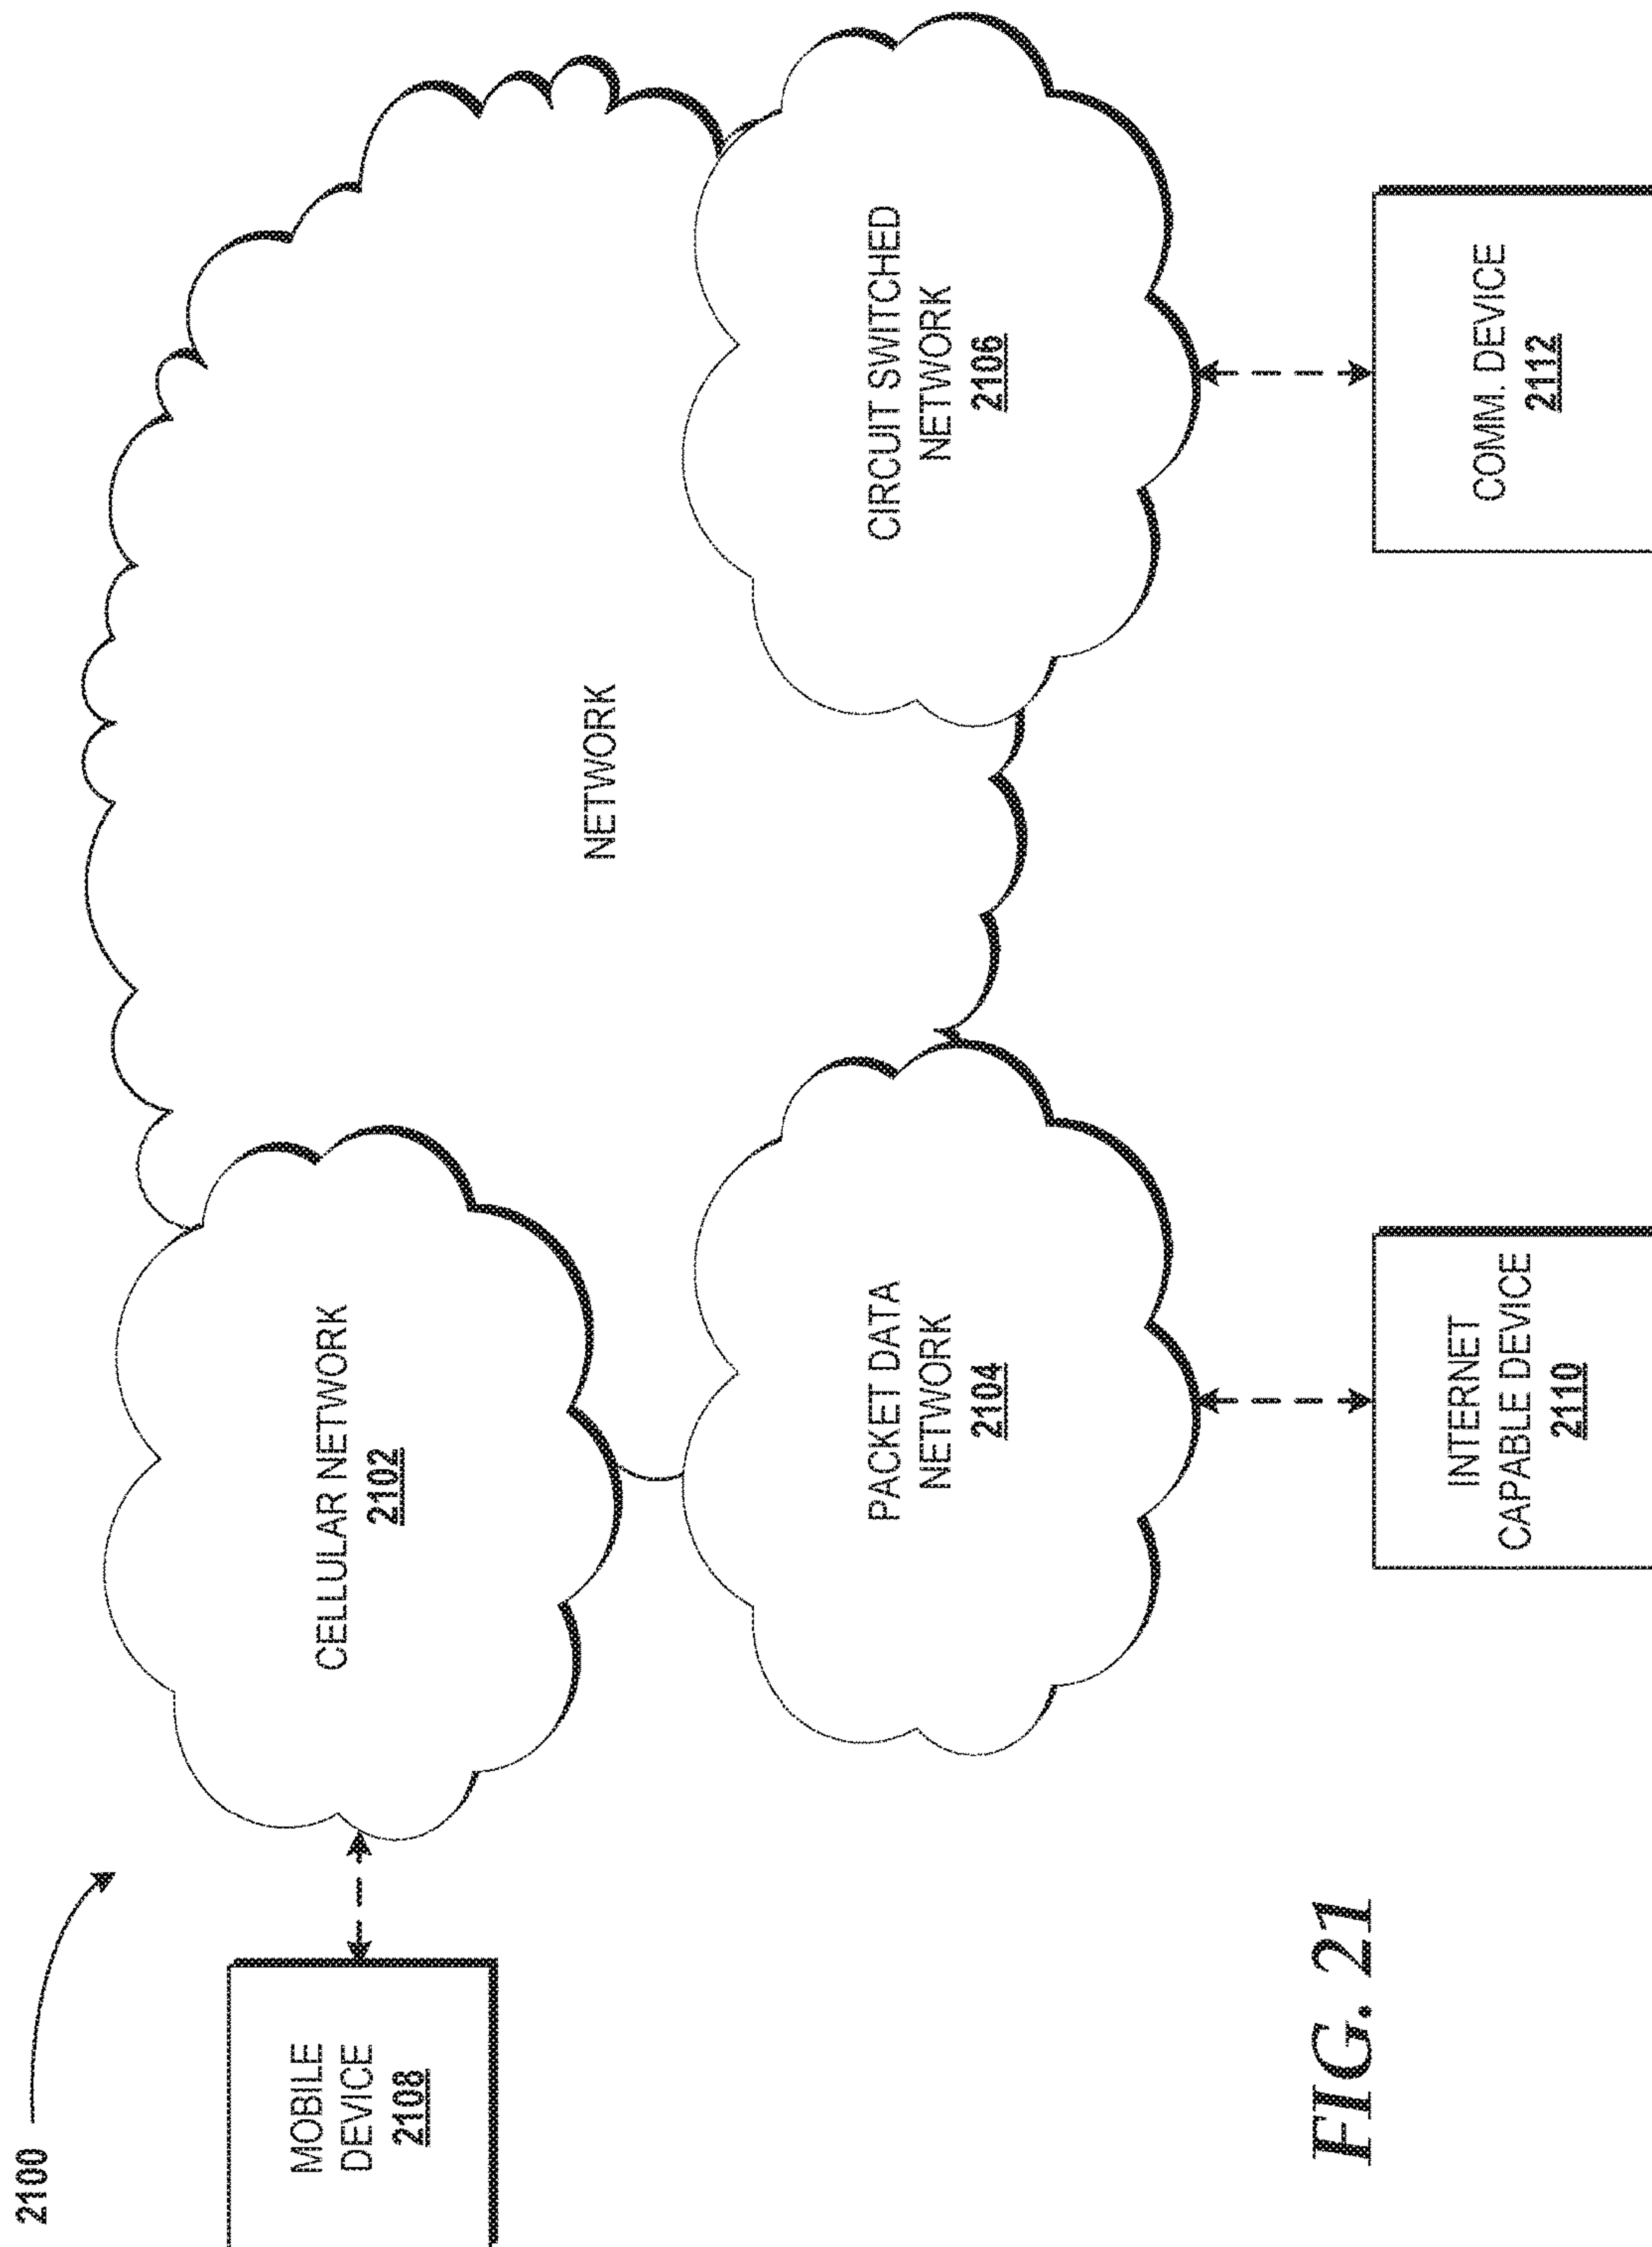 2100
MOBILE
DEVICE
2108
CELLULAR NETWORK
2102
NETWORK
PACKET DATA
NETWORK
2104
CIRCUIT SWITCHED
NETWORK
2106
INTERNET
CAPABLE DEVICE
2110
COMM. DEVICE
2112
FIG. 21